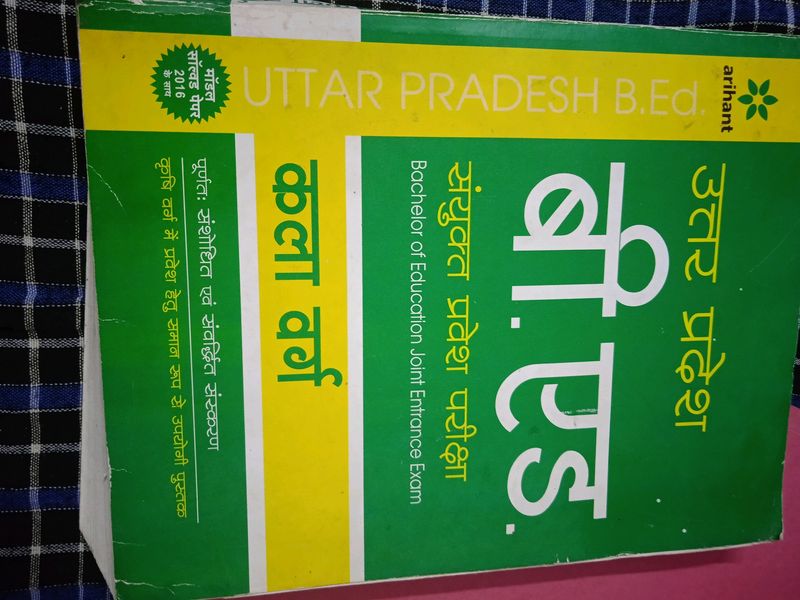 arihant
UTTAR PRADESH B.Ed.
उत्तर प्रदेश
बी. एड.
संयुक्त प्रवेश परीक्षा
Bachelor of Education Joint Entrance Exam
कला वर्ग
पूर्णतः संशोधित एवं संवर्द्धित संस्करण
कृषि वर्ग में प्रवेश हेतु समान रूप से उपयोगी पुस्तक
मॉडल
सॉल्वड पेपर
2016
के साथ